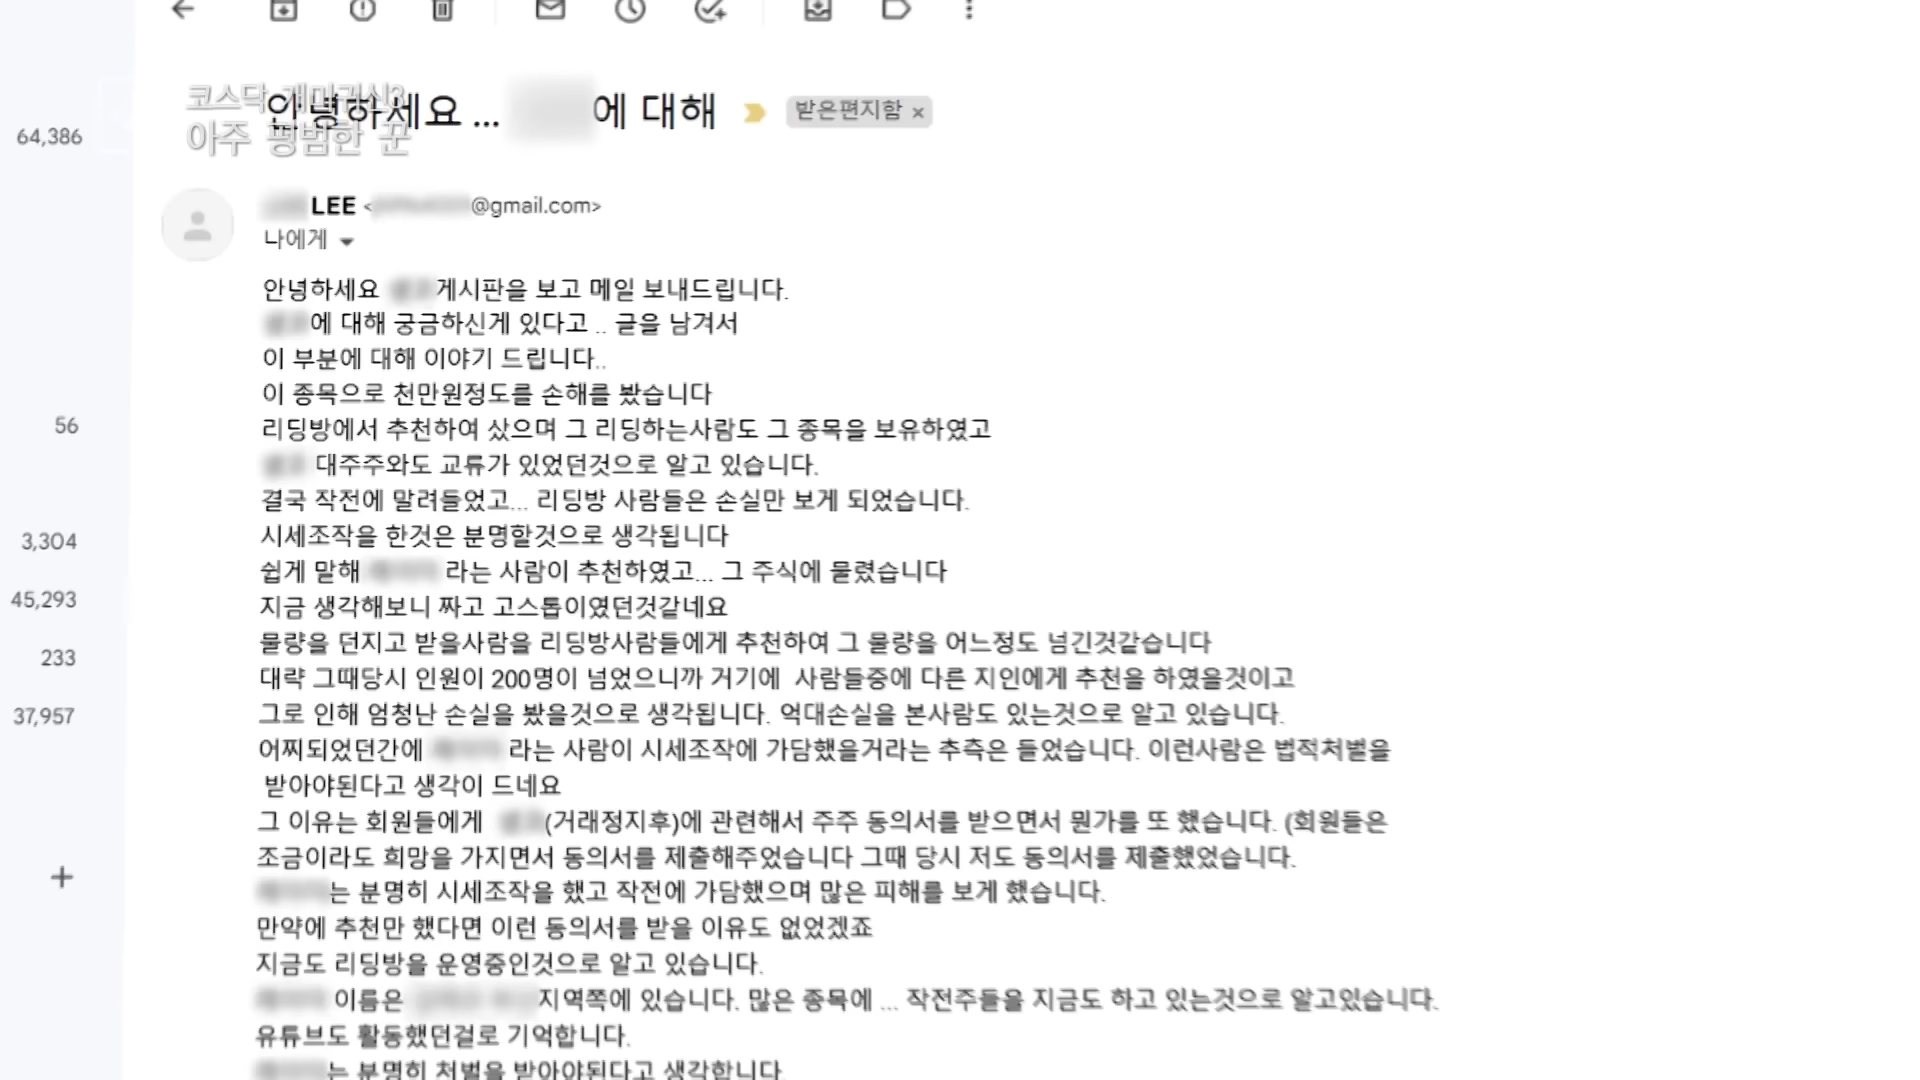 코스닥 개마귀신3
아주 평범한 꾼
안녕하세요 ... 에 대해 받은편지함 ×
LEE < @gmail.com>
나에게
안녕하세요 게시판을 보고 메일 보내드립니다.
에 대해 궁금하신게 있다고 .. 글을 남겨서
이 부분에 대해 이야기 드립니다..
이 종목으로 천만원정도를 손해를 봤습니다
리딩방에서 추천하여 샀으며 그 리딩하는사람도 그 종목을 보유하였고
대주주와도 교류가 있었던것으로 알고 있습니다.
결국 작전에 말려들었고... 리딩방 사람들은 손실만 보게 되었습니다.
시세조작을 한것은 분명할것으로 생각됩니다
쉽게 말해 라는 사람이 추천하였고... 그 주식에 물렸습니다
지금 생각해보니 짜고 고스톱이였던것같네요
물량을 던지고 받을사람을 리딩방사람들에게 추천하여 그 물량을 어느정도 넘긴것같습니다
대략 그때당시 인원이 200명이 넘었으니까 거기에 사람들중에 다른 지인에게 추천을 하였을것이고
그로 인해 엄청난 손실을 봤을것으로 생각됩니다. 억대손실을 본사람도 있는것으로 알고 있습니다.
어찌되었던간에 라는 사람이 시세조작에 가담했을거라는 추측은 들었습니다. 이런사람은 법적처벌을
받아야된다고 생각이 드네요
그 이유는 회원들에게 (거래정지후)에 관련해서 주주 동의서를 받으면서 뭔가를 또 했습니다. (회원들은
조금이라도 희망을 가지면서 동의서를 제출해주었습니다 그때 당시 저도 동의서를 제출했었습니다.
는 분명히 시세조작을 했고 작전에 가담했으며 많은 피해를 보게 했습니다.
만약에 추천만 했다면 이런 동의서를 받을 이유도 없었겠죠
지금도 리딩방을 운영중인것으로 알고 있습니다.
이름은 지역쪽에 있습니다. 많은 종목에 ... 작전주들을 지금도 하고 있는것으로 알고있습니다.
유튜브도 활동했던걸로 기억합니다.
는 분명히 처벌을 받아야된다고 생각합니다.
64,386
56
3,304
45,293
233
37,957